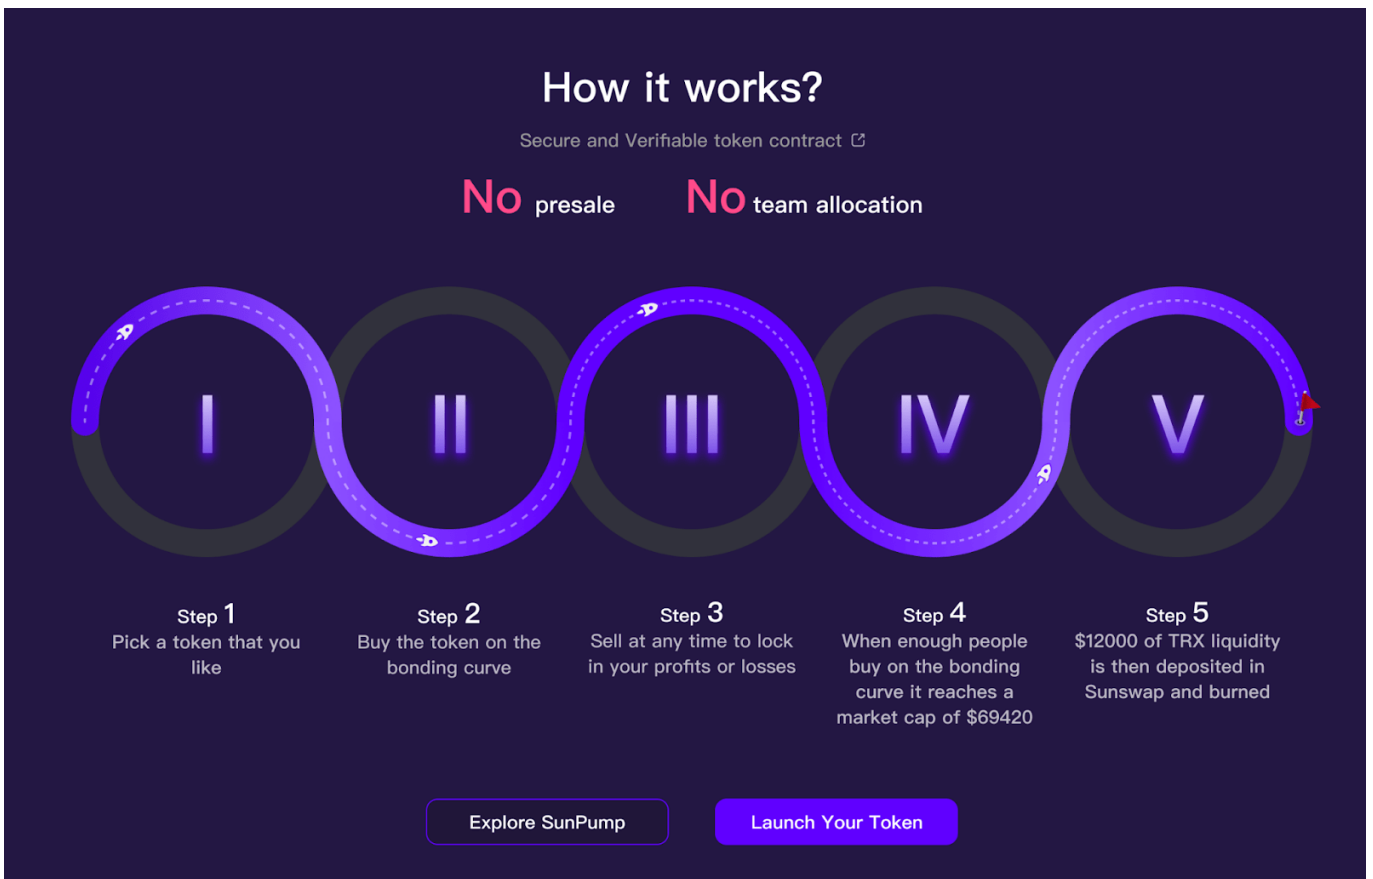 How it works?
Secure and Verifiable token contract
No presale No team allocation
I II III IV V
Step 1
Pick a token that you
like
Step 2
Buy the token on the
bonding curve
Step 3
Sell at any time to lock
in your profits or losses
Step 4
When enough people
buy on the bonding
curve it reaches a
market cap of $69420
Step 5
$12000 of TRX liquidity
is then deposited in
Sunswap and burned
Explore SunPump
Launch Your Token